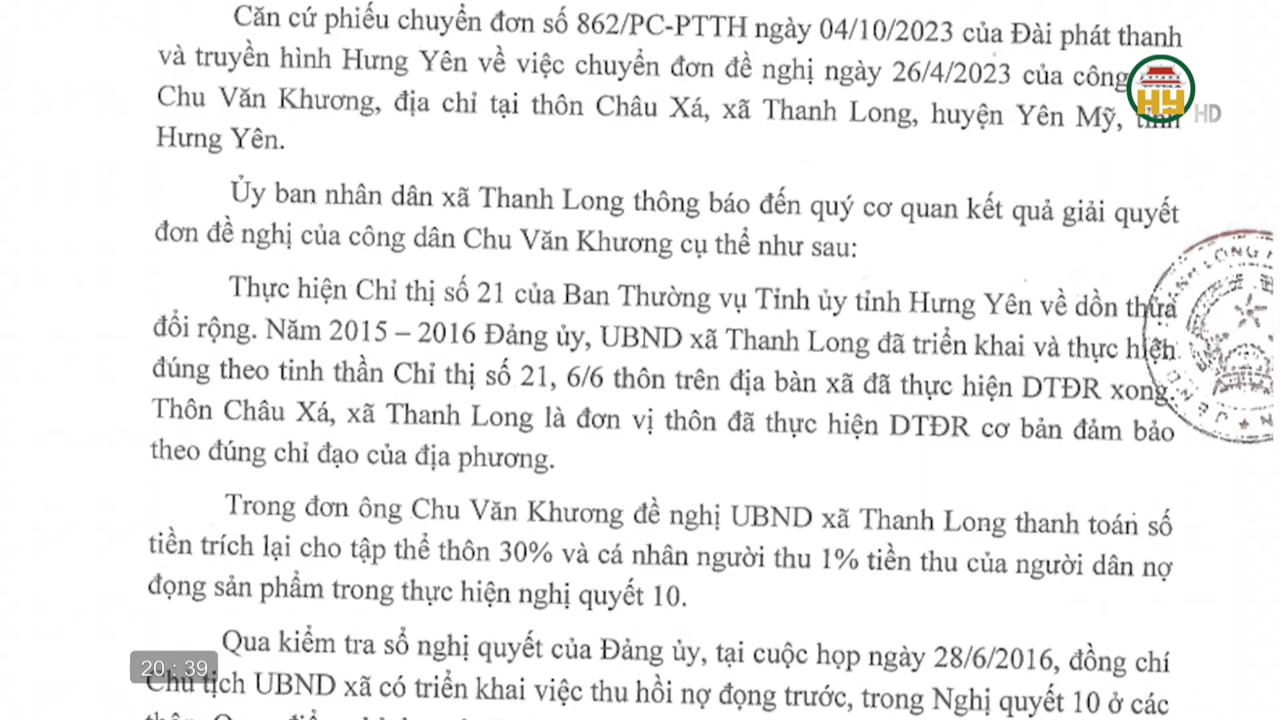 Căn cứ phiếu chuyển đơn số 862/PC-PTTH ngày 04/10/2023 của Đài phát thanh
và truyền hình Hưng Yên về việc chuyển đơn đề nghị ngày 26/4/2023 của công
HY HD
Chu Văn Khương, địa chỉ tại thôn Châu Xá, xã Thanh Long, huyện Yên Mỹ, tỉnh
Hưng Yên.
Ủy ban nhân dân xã Thanh Long thông báo đến quý cơ quan kết quả giải quyết
đơn đề nghị của công dân Chu Văn Khương cụ thể như sau:
Thực hiện Chỉ thị số 21 của Ban Thường vụ Tỉnh ủy tỉnh Hưng Yên về dồn thửa
đổi rộng. Năm 2015 – 2016 Đảng ủy, UBND xã Thanh Long đã triển khai và thực hiện
đúng theo tinh thần Chỉ thị số 21, 6/6 thôn trên địa bàn xã đã thực hiện DTĐR xong.
Thôn Châu Xá, xã Thanh Long là đơn vị thôn đã thực hiện DTĐR cơ bản đảm bảo
theo đúng chỉ đạo của địa phương.
Trong đơn ông Chu Văn Khương đề nghị UBND xã Thanh Long thanh toán số
tiền trích lại cho tập thể thôn 30% và cá nhân người thu 1% tiền thu của người dân nợ
đọng sản phẩm trong thực hiện nghị quyết 10.
Qua kiểm tra sổ nghị quyết của Đảng ủy, tại cuộc họp ngày 28/6/2016, đồng chí
20 : 39
Chủ tịch UBND xã có triển khai việc thu hồi nợ đọng trước, trong Nghị quyết 10 ở các